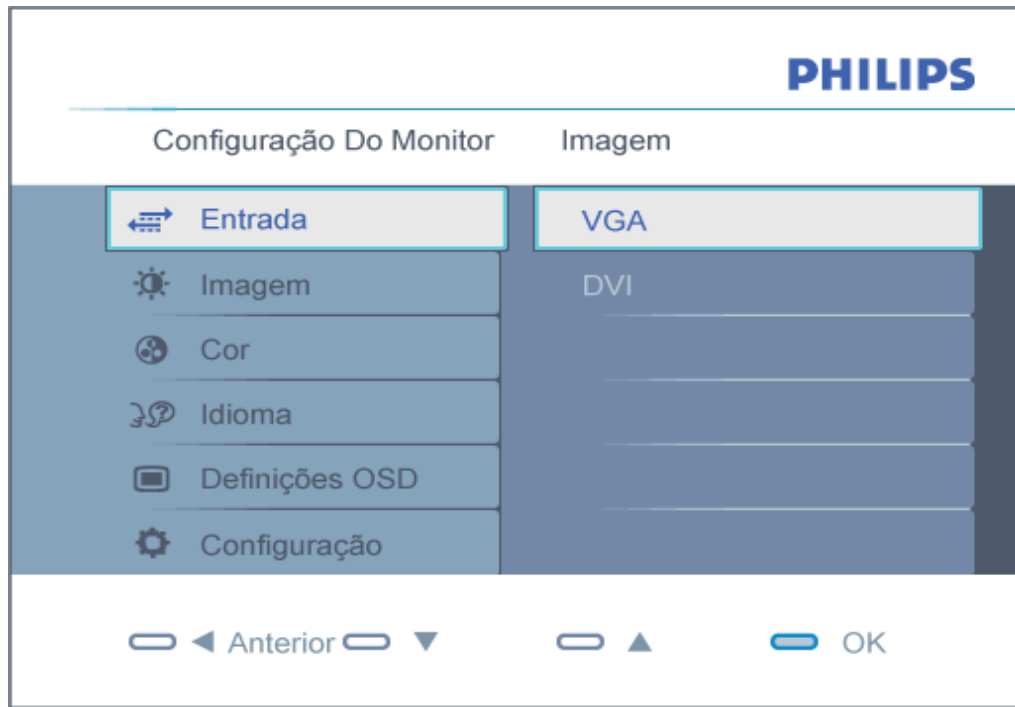 PHILIPS
Configuração Do Monitor Imagem
Entrada VGA
Imagem DVI
Cor
Idioma
Definições OSD
Configuração
Anterior OK